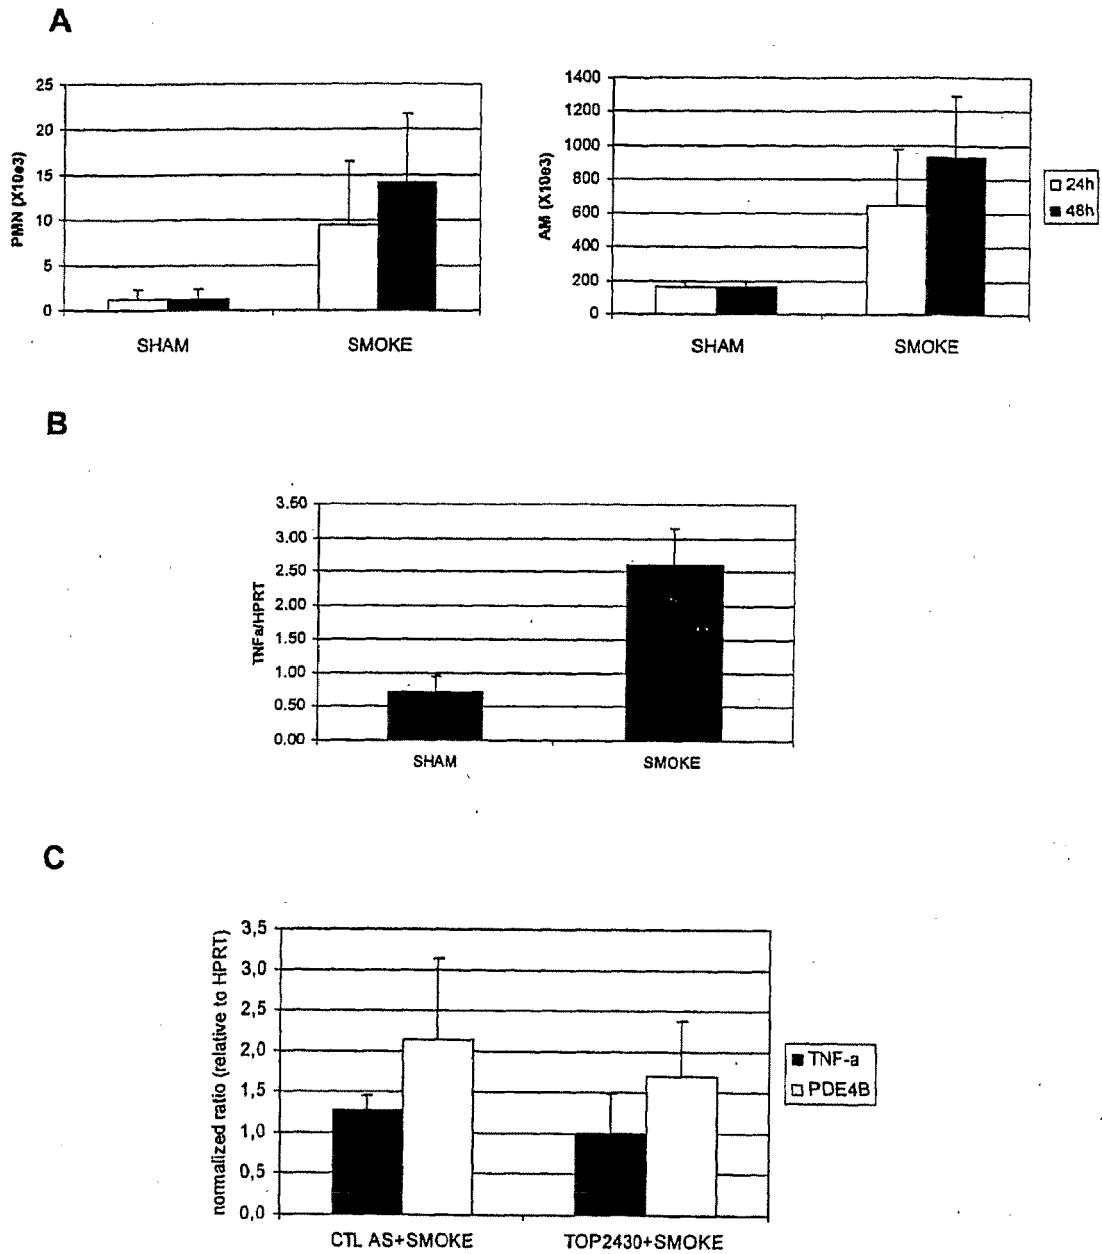 A
25
20
15
10
5
0
PMN (X10e3)
SHAM
SMOKE
1400
1200
1000
800
600
400
200
0
AM (X10e3)
SHAM
SMOKE
24h
48h
B
3.50
3.00
2.50
2.00
1.50
1.00
0.50
0.00
TNFa/HPRT
SHAM
SMOKE
C
3,5
3,0
2,5
2,0
1,5
1,0
0,5
0,0
normalized ratio (relative to HPRT)
CTL AS+SMOKE
TOP2430+SMOKE
TNF-a
PDE4B